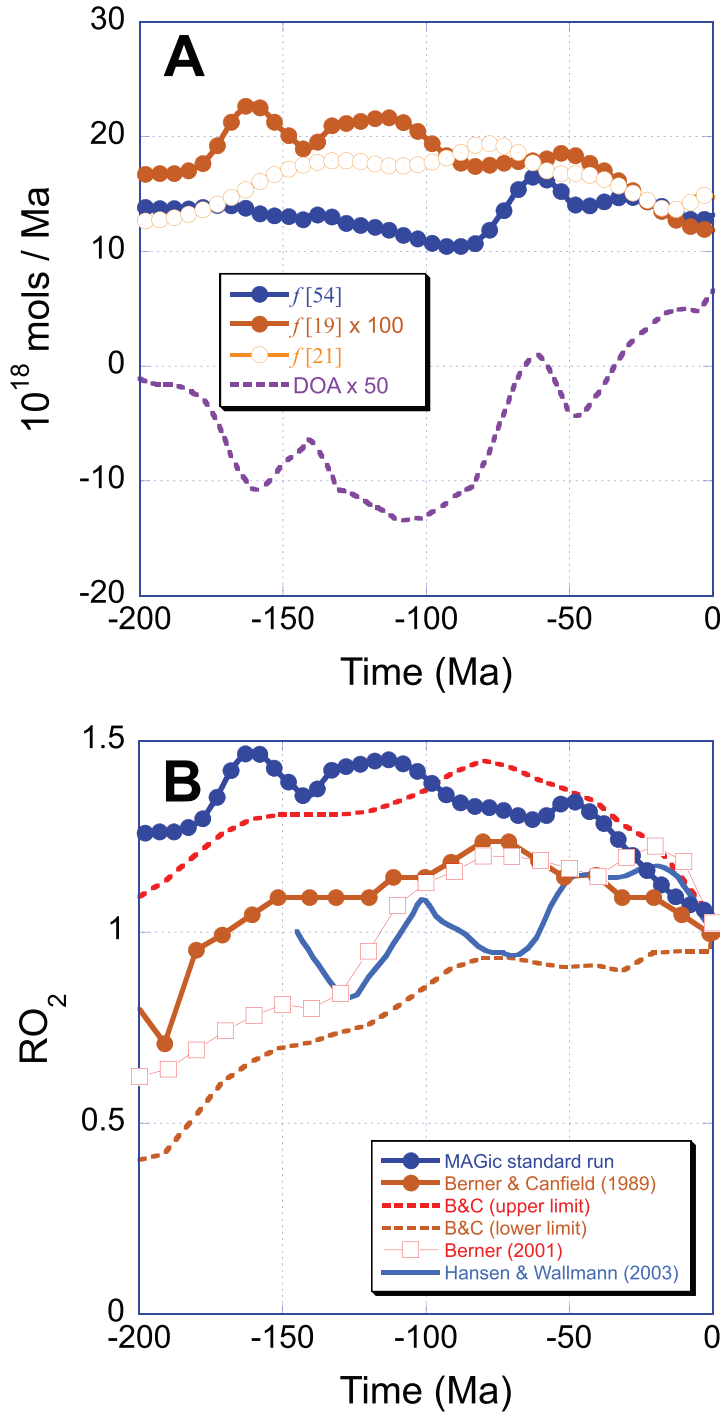 A
30
20
10
0
-10
-20
10^18 mols / Ma
f [54]
f [19] x 100
f [21]
DOA x 50
-200 -150 -100 -50 0
Time (Ma)
B
1.5
1
0.5
0
RO₂
MAGic standard run
Berner & Canfield (1989)
B&C (upper limit)
B&C (lower limit)
Berner (2001)
Hansen & Wallmann (2003)
-200 -150 -100 -50 0
Time (Ma)